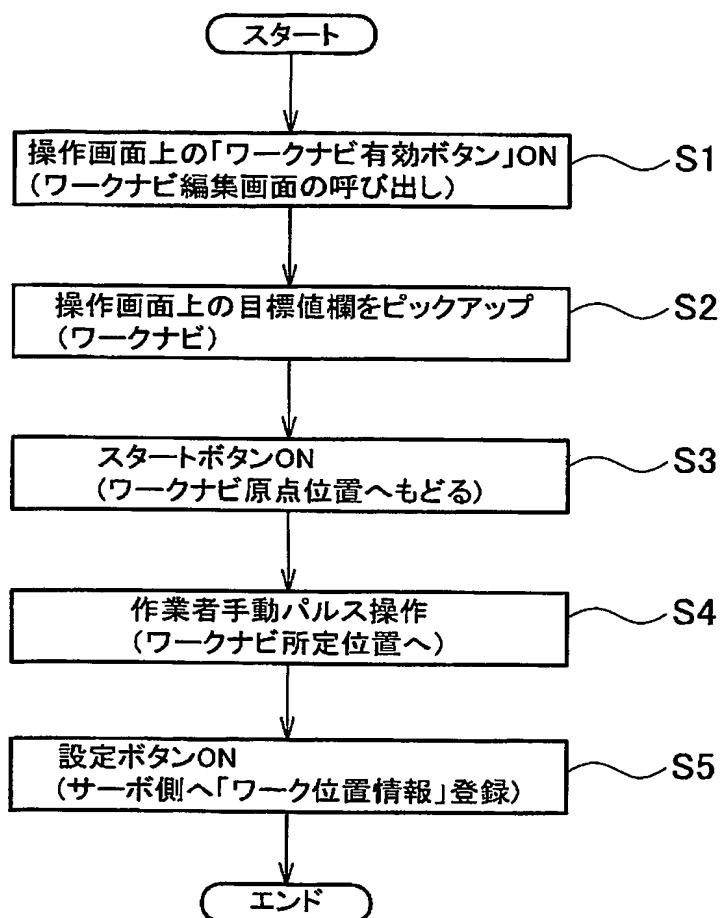 スタート
操作画面上の「ワークナビ有効ボタン」ON
(ワークナビ編集画面の呼び出し)
S1
操作画面上の目標値欄をピックアップ
(ワークナビ)
S2
スタートボタンON
(ワークナビ原点位置へもどる)
S3
作業者手動パルス操作
(ワークナビ所定位置へ)
S4
設定ボタンON
(サーボ側へ「ワーク位置情報」登録)
S5
エンド